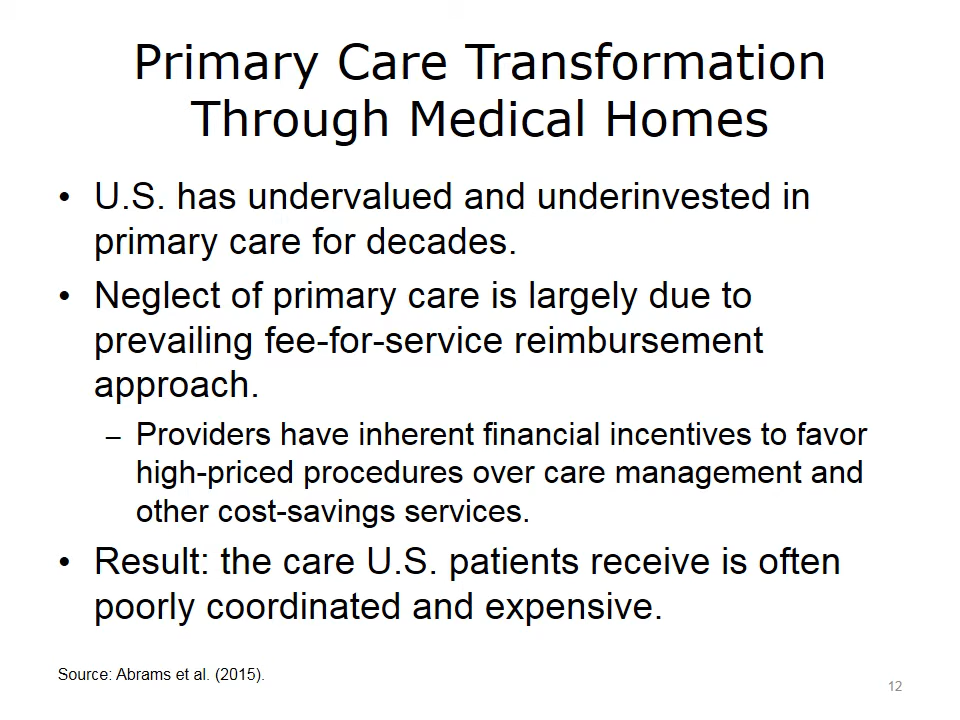 Primary Care Transformation
Through Medical Homes
• U.S. has undervalued and underinvested in
primary care for decades.
• Neglect of primary care is largely due to
prevailing fee-for-service reimbursement
approach.
– Providers have inherent financial incentives to favor
high-priced procedures over care management and
other cost-savings services.
• Result: the care U.S. patients receive is often
poorly coordinated and expensive.
Source: Abrams et al. (2015).
12